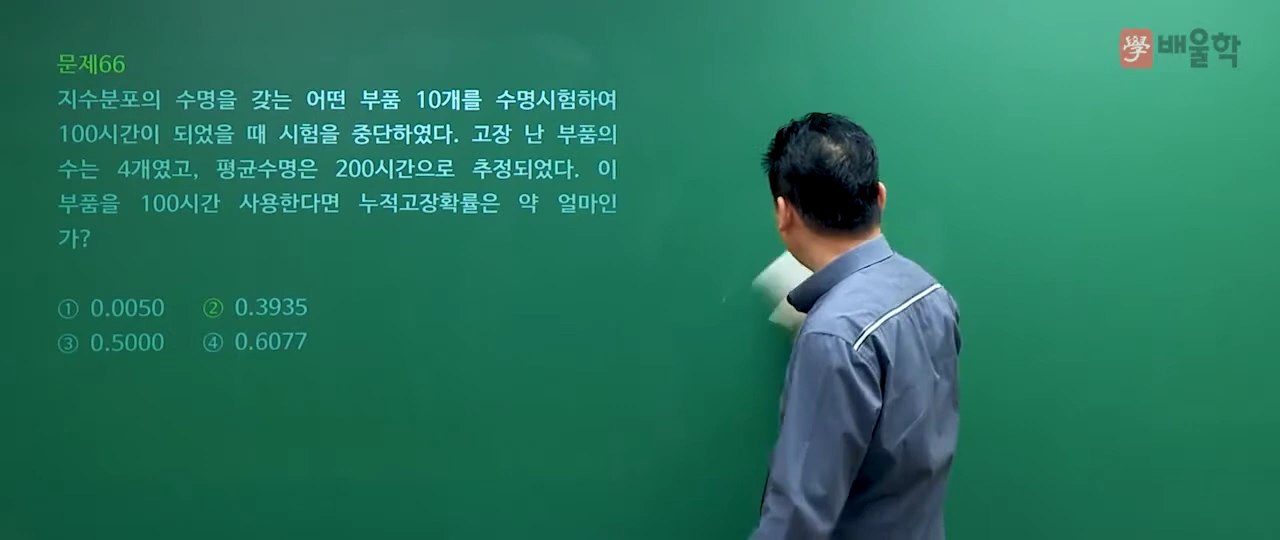 學 배울학
문제66
지수분포의 수명을 갖는 어떤 부품 10개를 수명시험하여
100시간이 되었을 때 시험을 중단하였다. 고장 난 부품의
수는 4개였고, 평균수명은 200시간으로 추정되었다. 이
부품을 100시간 사용한다면 누적고장확률은 약 얼마인
가?
① 0.0050 ② 0.3935
③ 0.5000 ④ 0.6077